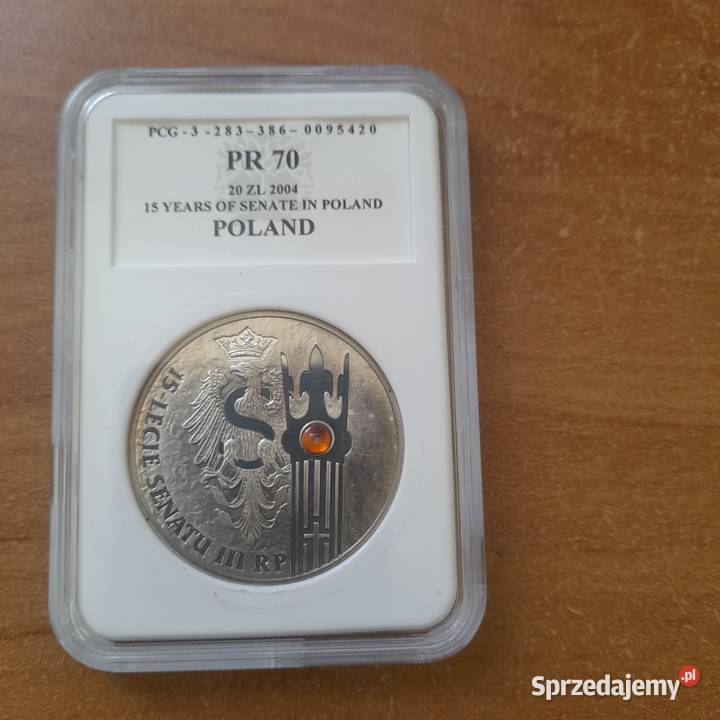 PCG - 3 - 283 - 386 - 0095420
PR 70
20 ZL 2004
15 YEARS OF SENATE IN POLAND
POLAND
15-LECIE SENATU III RP
S
Sprzedajemy.pl